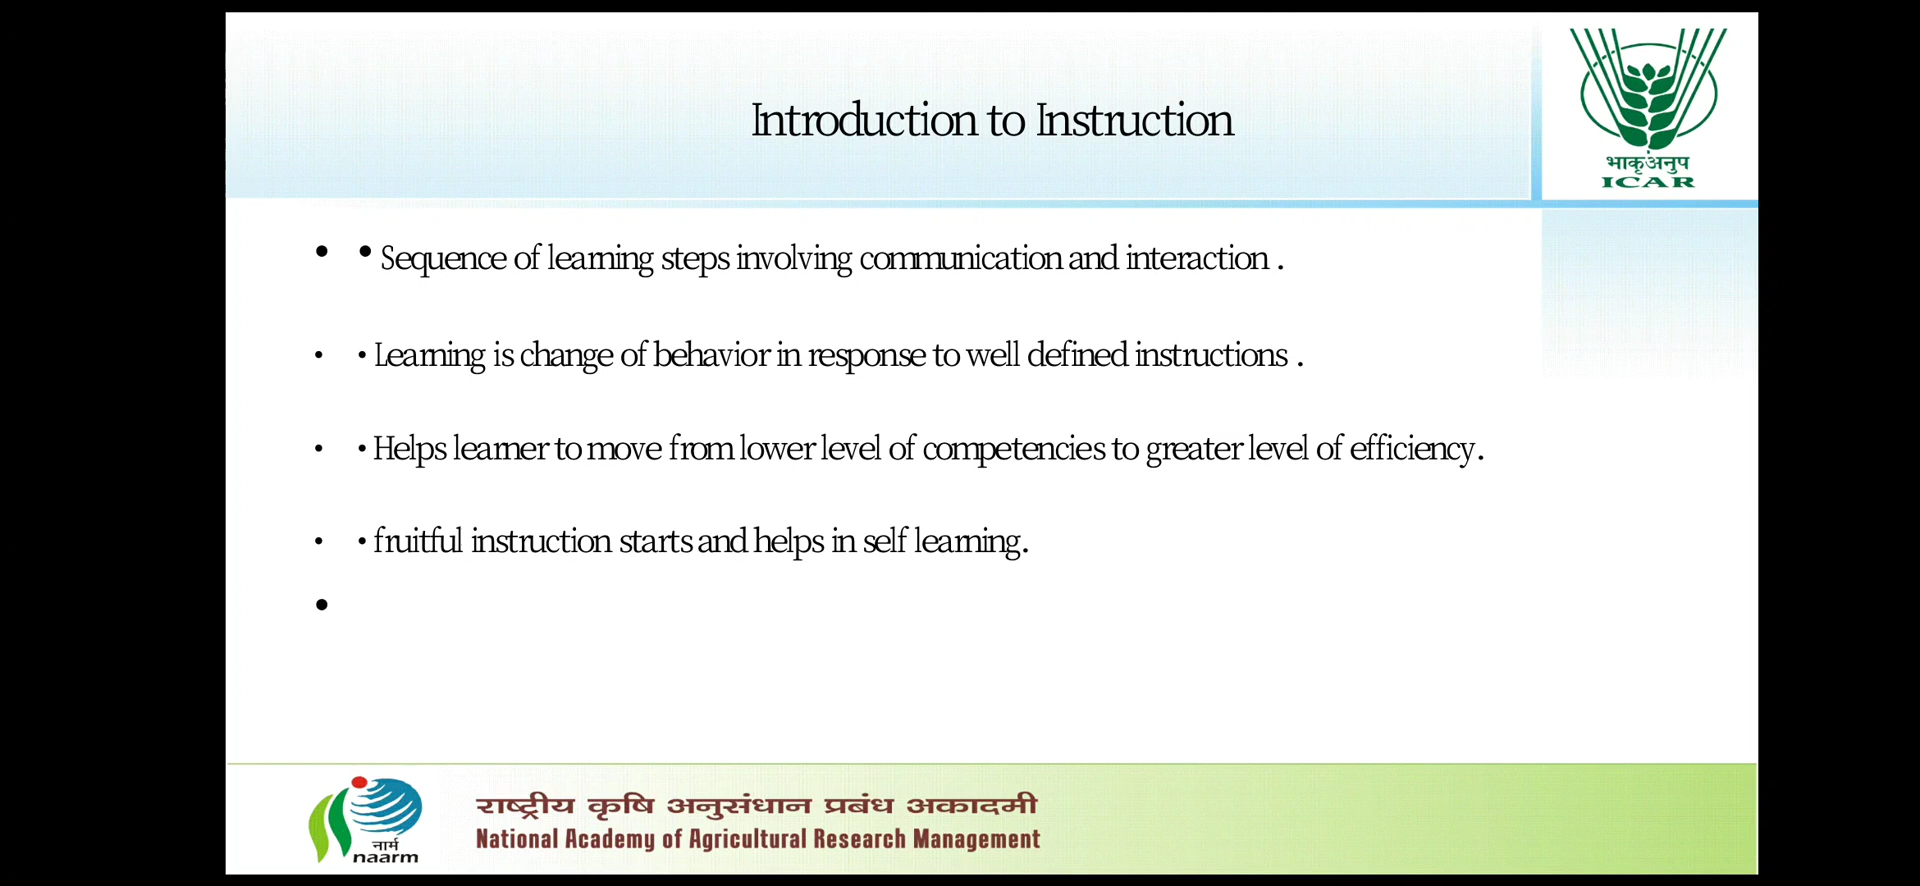 Introduction to Instruction
भाकृअनुप
ICAR
• • Sequence of learning steps involving communication and interaction .
• • Learning is change of behavior in response to well defined instructions .
• • Helps learner to move from lower level of competencies to greater level of efficiency.
• • fruitful instruction starts and helps in self learning.
•
नार्म
naarm
राष्ट्रीय कृषि अनुसंधान प्रबंध अकादमी
National Academy of Agricultural Research Management